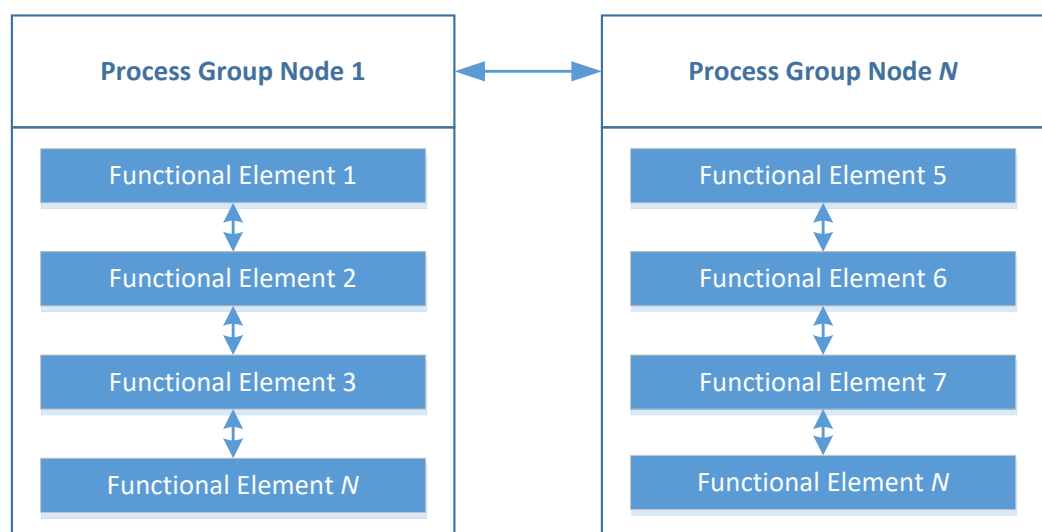 Process Group Node 1
Functional Element 1
Functional Element 2
Functional Element 3
Functional Element N
Process Group Node N
Functional Element 5
Functional Element 6
Functional Element 7
Functional Element N